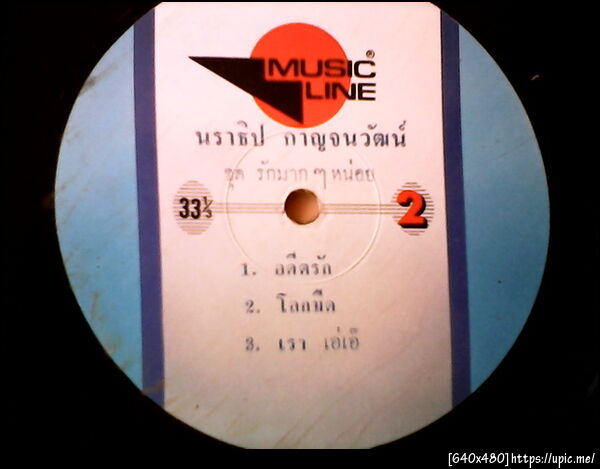 MUSIC®
LINE
นราธิป กาญจนวัฒน์
ชุด รักมากๆหน่อย
33⅓
2
1. อดีตรัก
2. โลกมืด
3. เรา เอ๋เอ๋
[640x480]https://upic.me/